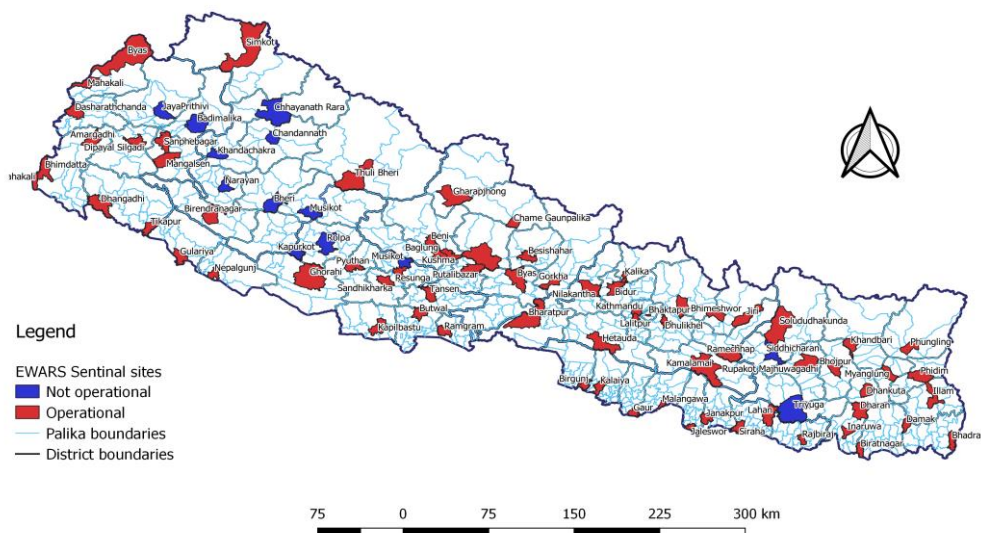 Simkot
Byas
Mahakali
Dasharathchanda
JayaPrithivi
Chhayanath Rara
Badimalika
Amargadhi
Chandannath
Dipayal Silgadi
Sanphebagar
Khandachakra
Mangalsen
Bhimdatta
Thuli Bheri
Narayan
Gharapjhong
Dhangadhi
Bheri
Birendranagar
Musikot
Chame Gaunpalika
Tikapur
Rolpa
Beni
Kapurkot
Baglung
Besishahar
Gulariya
Musikot
Kushma
Pyuthan
Ghorahi
Resunga
Putalibazar
Byas
Gorkha
Kalika
Nepalgunj
Sandhikharka
Tansen
Nilakantha
Bidur
Kathmandu
Bhaktapur
Bhimeshwor
Jiri
Butwal
Bharatpur
Lalitpur
Dhulikhel
Solududhakunda
Kapilbastu
Ramgram
Hetauda
Ramechhap
Siddhicharan
Khandbari
Phungling
Kamalamai
Rupakot
Majhuwagadhi
Bhojpur
Myanglung
Phidim
Birgunj
Kalaiya
Dhankuta
Illam
Malangawa
Triyuga
Gaur
Janakpur
Lahan
Dharan
Damak
Jaleswor
Siraha
Rajbiraj
Inaruwa
Biratnagar
Bhadra
Legend
EWARS Sentinal sites
Not operational
Operational
Palika boundaries
District boundaries
75 0 75 150 225 300 km